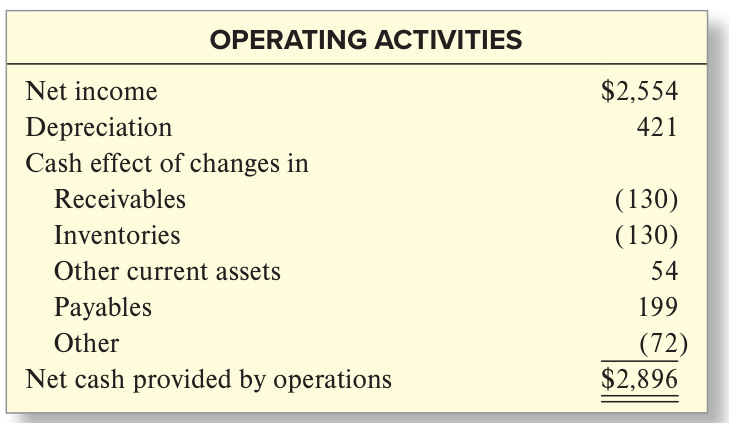 OPERATING ACTIVITIES
Net income $2,554
Depreciation 421
Cash effect of changes in
Receivables (130)
Inventories (130)
Other current assets 54
Payables 199
Other (72)
Net cash provided by operations $2,896